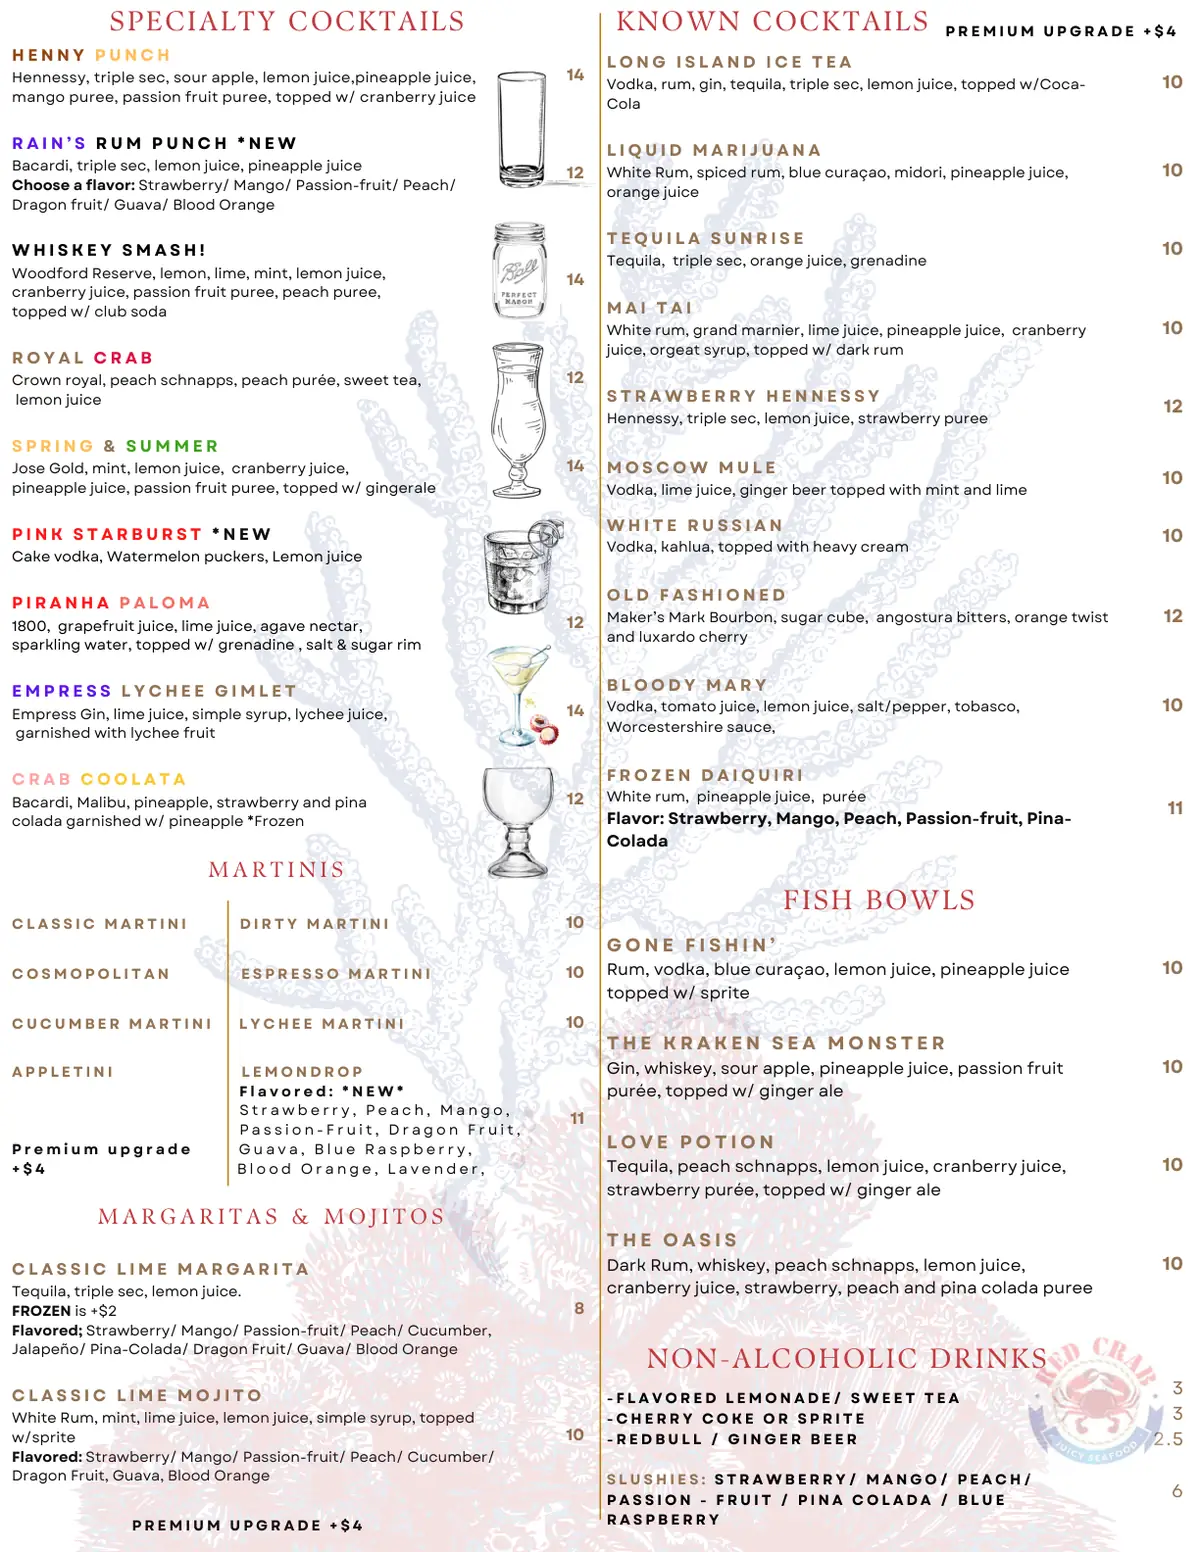 SPECIALTY COCKTAILS
HENNY PUNCH
Hennessy, triple sec, sour apple, lemon juice,pineapple juice,
mango puree, passion fruit puree, topped w/ cranberry juice
14
RAIN'S RUM PUNCH *NEW
Bacardi, triple sec, lemon juice, pineapple juice
Choose a flavor: Strawberry/ Mango/ Passion-fruit/ Peach/
Dragon fruit/ Guava/ Blood Orange
12
WHISKEY SMASH!
Woodford Reserve, lemon, lime, mint, lemon juice,
cranberry juice, passion fruit puree, peach puree,
topped w/ club soda
14
Ball
PERFECT
MASON
ROYAL CRAB
Crown royal, peach schnapps, peach purée, sweet tea,
lemon juice
12
SPRING & SUMMER
Jose Gold, mint, lemon juice, cranberry juice,
pineapple juice, passion fruit puree, topped w/ gingerale
14
PINK STARBURST *NEW
Cake vodka, Watermelon puckers, Lemon juice
PIRANHA PALOMA
1800, grapefruit juice, lime juice, agave nectar,
sparkling water, topped w/ grenadine , salt & sugar rim
12
EMPRESS LYCHEE GIMLET
Empress Gin, lime juice, simple syrup, lychee juice,
garnished with lychee fruit
14
CRAB COOLATA
Bacardi, Malibu, pineapple, strawberry and pina
colada garnished w/ pineapple *Frozen
12
MARTINIS
CLASSIC MARTINI DIRTY MARTINI 10
COSMOPOLITAN ESPRESSO MARTINI 10
CUCUMBER MARTINI LYCHEE MARTINI 10
APPLETINI LEMONDROP
Flavored: *NEW*
Strawberry, Peach, Mango,
Passion-Fruit, Dragon Fruit,
Guava, Blue Raspberry,
Blood Orange, Lavender,
11
Premium upgrade
+$4
MARGARITAS & MOJITOS
CLASSIC LIME MARGARITA
Tequila, triple sec, lemon juice.
FROZEN is +$2
Flavored; Strawberry/ Mango/ Passion-fruit/ Peach/ Cucumber,
Jalapeño/ Pina-Colada/ Dragon Fruit/ Guava/ Blood Orange
8
CLASSIC LIME MOJITO
White Rum, mint, lime juice, lemon juice, simple syrup, topped
w/sprite
Flavored: Strawberry/ Mango/ Passion-fruit/ Peach/ Cucumber/
Dragon Fruit, Guava, Blood Orange
10
PREMIUM UPGRADE +$4
KNOWN COCKTAILS PREMIUM UPGRADE +$4
LONG ISLAND ICE TEA
Vodka, rum, gin, tequila, triple sec, lemon juice, topped w/Coca-
Cola
10
LIQUID MARIJUANA
White Rum, spiced rum, blue curaçao, midori, pineapple juice,
orange juice
10
TEQUILA SUNRISE
Tequila, triple sec, orange juice, grenadine
10
MAI TAI
White rum, grand marnier, lime juice, pineapple juice, cranberry
juice, orgeat syrup, topped w/ dark rum
10
STRAWBERRY HENNESSY
Hennessy, triple sec, lemon juice, strawberry puree
12
MOSCOW MULE
Vodka, lime juice, ginger beer topped with mint and lime
10
WHITE RUSSIAN
Vodka, kahlua, topped with heavy cream
10
OLD FASHIONED
Maker's Mark Bourbon, sugar cube, angostura bitters, orange twist
and luxardo cherry
12
BLOODY MARY
Vodka, tomato juice, lemon juice, salt/pepper, tobasco,
Worcestershire sauce,
10
FROZEN DAIQUIRI
White rum, pineapple juice, purée
Flavor: Strawberry, Mango, Peach, Passion-fruit, Pina-
Colada
11
FISH BOWLS
GONE FISHIN'
Rum, vodka, blue curaçao, lemon juice, pineapple juice
topped w/ sprite
10
THE KRAKEN SEA MONSTER
Gin, whiskey, sour apple, pineapple juice, passion fruit
purée, topped w/ ginger ale
10
LOVE POTION
Tequila, peach schnapps, lemon juice, cranberry juice,
strawberry purée, topped w/ ginger ale
10
THE OASIS
Dark Rum, whiskey, peach schnapps, lemon juice,
cranberry juice, strawberry, peach and pina colada puree
10
NON-ALCOHOLIC DRINKS
-FLAVORED LEMONADE/ SWEET TEA 3
-CHERRY COKE OR SPRITE 3
-REDBULL / GINGER BEER 2.5
SLUSHIES: STRAWBERRY/ MANGO/ PEACH/
PASSION - FRUIT / PINA COLADA / BLUE
RASPBERRY
6
RED CRAB
JUICY SEAFOOD